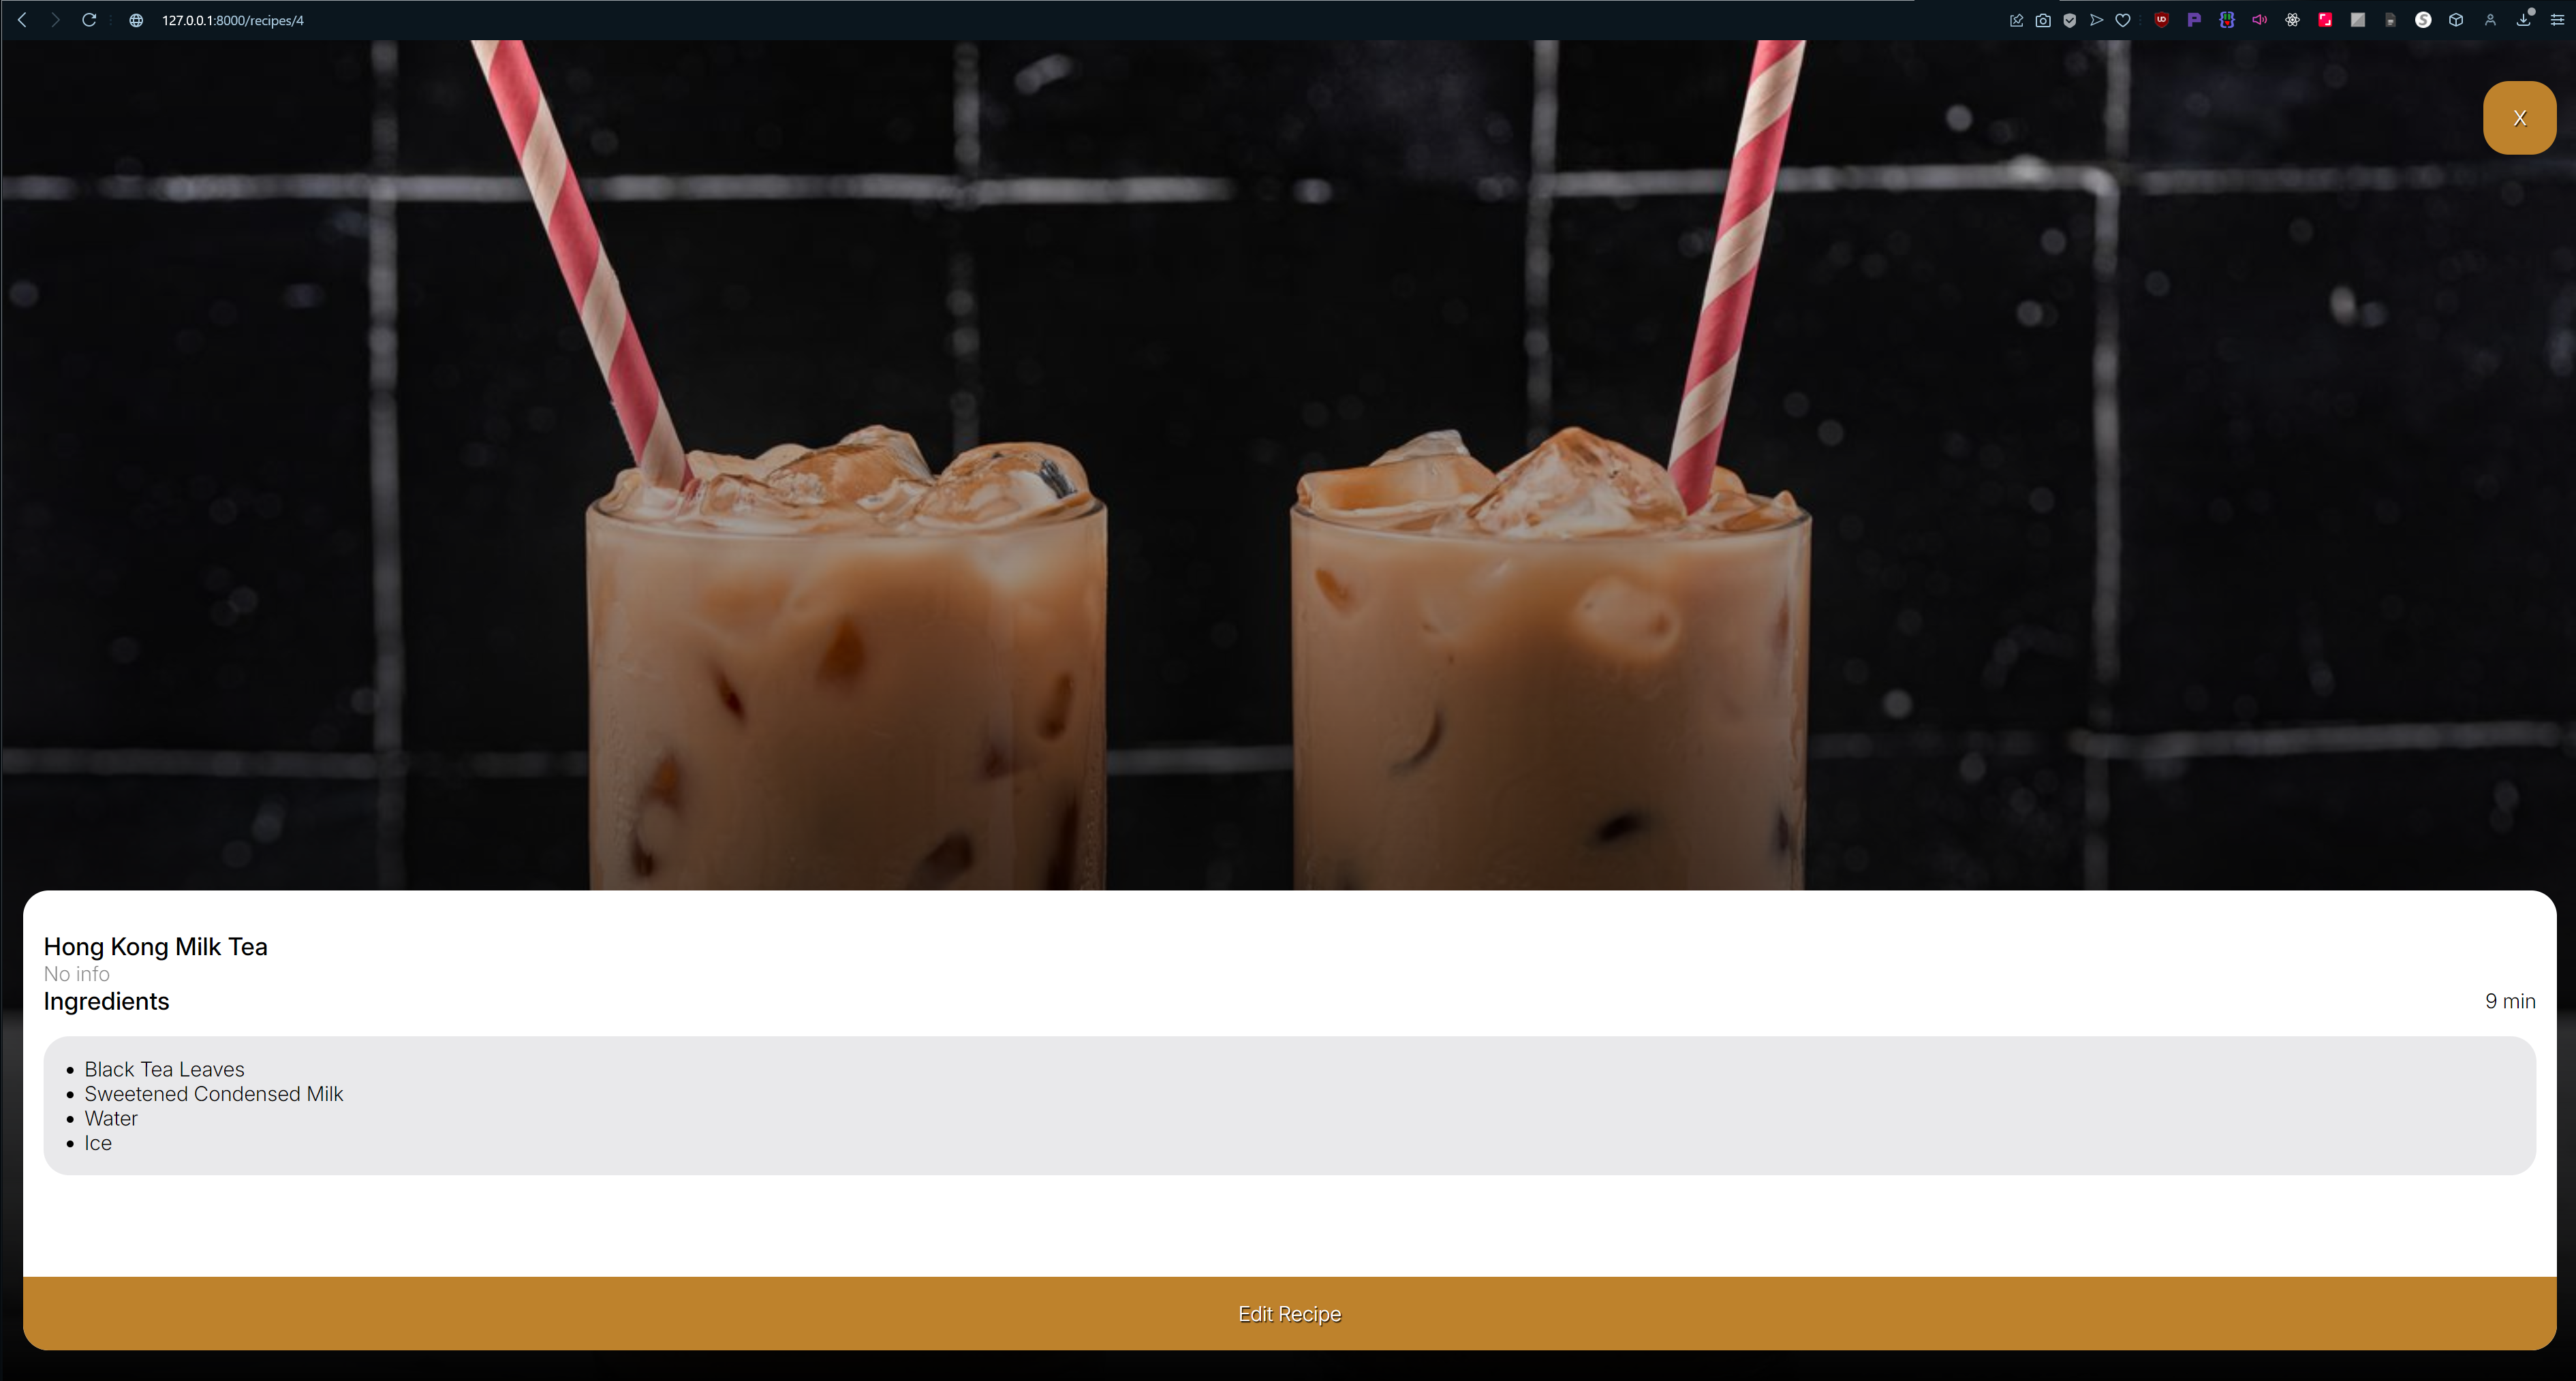 127.0.0.1:8000/recipes/4
X
Hong Kong Milk Tea
No info
Ingredients
9 min
Black Tea Leaves
Sweetened Condensed Milk
Water
Ice
Edit Recipe